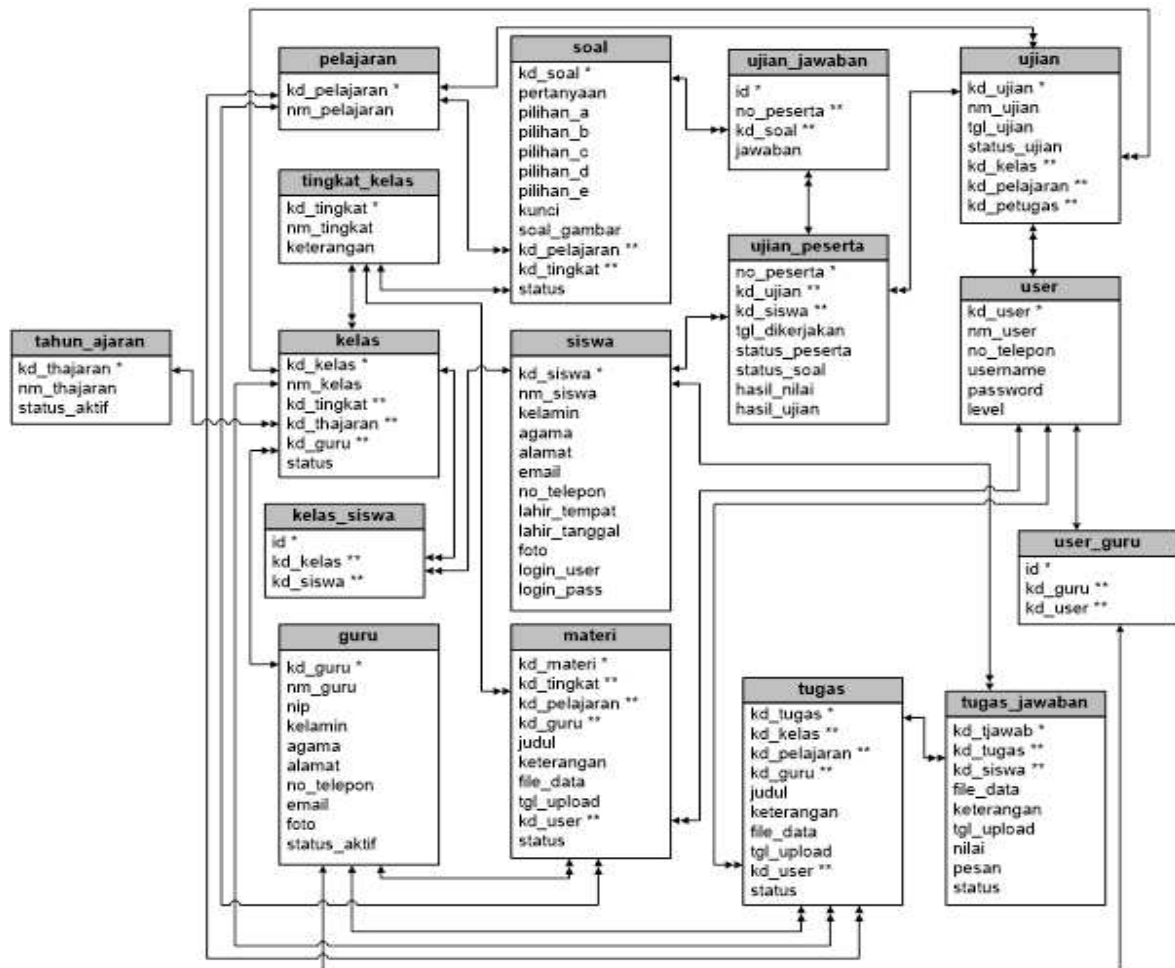 pelajaran
kd_pelajaran *
nm_pelajaran
soal
kd_soal *
pertanyaan
pilihan_a
pilihan_b
pilihan_c
pilihan_d
pilihan_e
kunci
soal_gambar
kd_pelajaran **
kd_tingkat **
status
ujian_jawaban
id *
no_peserta **
kd_soal **
jawaban
ujian
kd_ujian *
nm_ujian
tgl_ujian
status_ujian
kd_kelas **
kd_pelajaran **
kd_petugas **
tingkat_kelas
kd_tingkat *
nm_tingkat
keterangan
ujian_peserta
no_peserta *
kd_ujian **
kd_siswa **
tgl_dikerjakan
status_peserta
status_soal
hasil_nilai
hasil_ujian
user
kd_user *
nm_user
no_telepon
username
password
level
tahun_ajaran
kd_thajaran *
nm_thajaran
status_aktif
kelas
kd_kelas *
nm_kelas
kd_tingkat **
kd_thajaran **
kd_guru **
status
siswa
kd_siswa *
nm_siswa
kelamin
agama
alamat
email
no_telepon
lahir_tempat
lahir_tanggal
foto
login_user
login_pass
kelas_siswa
id *
kd_kelas **
kd_siswa **
user_guru
id *
kd_guru **
kd_user **
guru
kd_guru *
nm_guru
nip
kelamin
agama
alamat
no_telepon
email
foto
status_aktif
materi
kd_materi *
kd_tingkat **
kd_pelajaran **
kd_guru **
judul
keterangan
file_data
tgl_upload
kd_user **
status
tugas
kd_tugas *
kd_kelas **
kd_pelajaran **
kd_guru **
judul
keterangan
file_data
tgl_upload
kd_user **
status
tugas_jawaban
kd_tjawab *
kd_tugas **
kd_siswa **
file_data
keterangan
tgl_upload
nilai
pesan
status